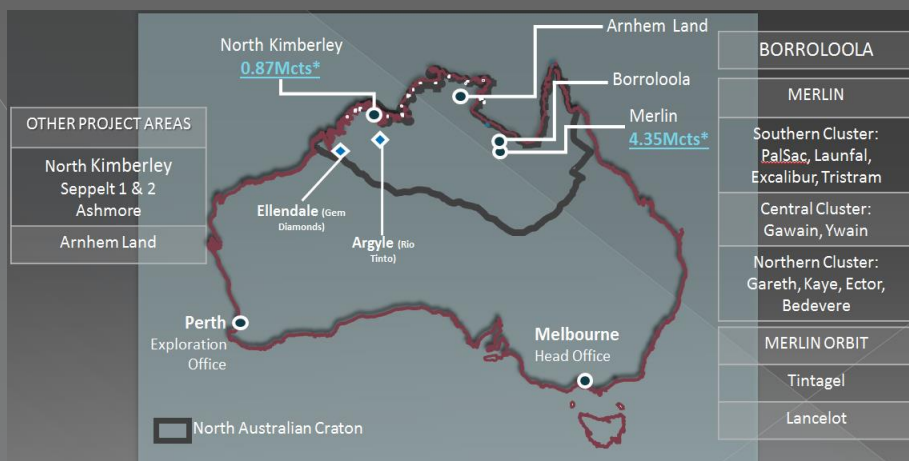 OTHER PROJECT AREAS
North Kimberley
Seppelt 1 & 2
Ashmore
Arnhem Land
North Kimberley
0.87Mcts*
Arnhem Land
Borroloola
Merlin
4.35Mcts*
Ellendale (Gem
Diamonds)
Argyle (Rio
Tinto)
Perth
Exploration
Office
Melbourne
Head Office
North Australian Craton
BORROLOOLA
MERLIN
Southern Cluster:
PalSac, Launfal,
Excalibur, Tristram
Central Cluster:
Gawain, Ywain
Northern Cluster:
Gareth, Kaye, Ector,
Bedevere
MERLIN ORBIT
Tintagel
Lancelot